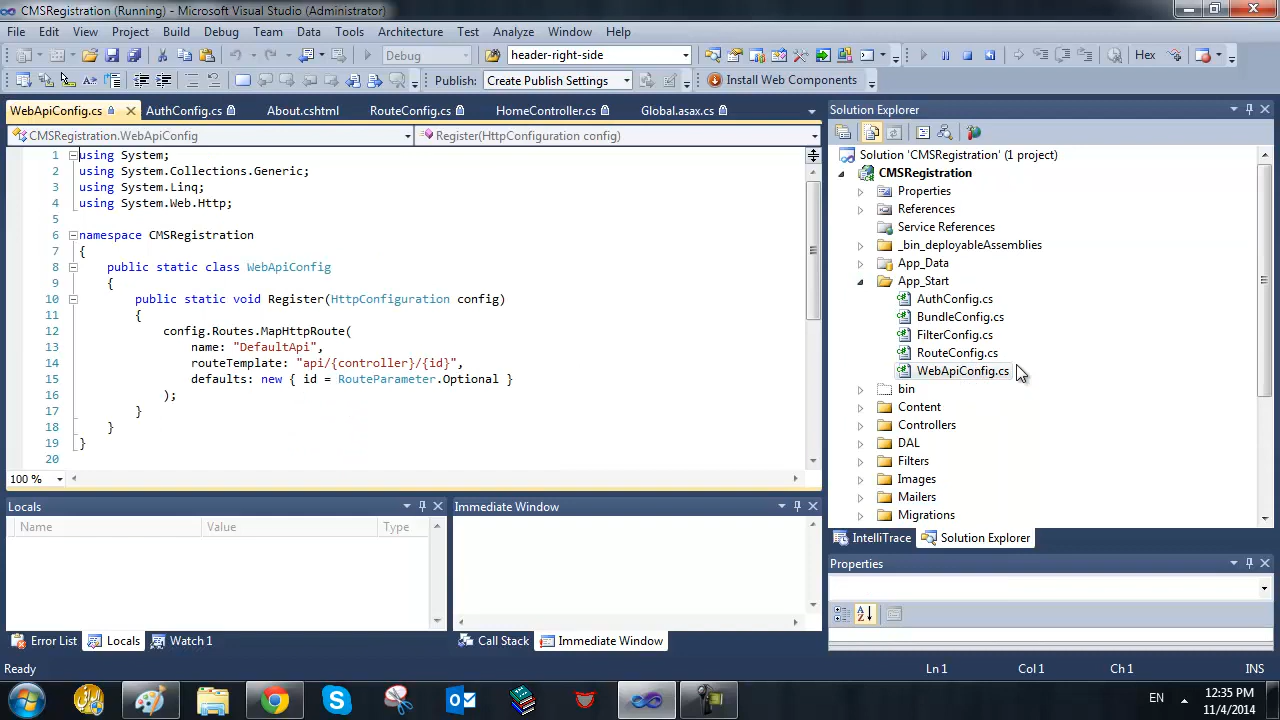 CMSRegistration (Running) - Microsoft Visual Studio (Administrator)
File Edit View Project Build Debug Team Data Tools Test Analyze Window Help
Debug header-right-side Hex
Publish: Create Publish Settings Install Web Components
WebApiConfig.cs AuthConfig.cs About.cshtml RouteConfig.cs HomeController.cs Global.asax.cs
CMSRegistration.WebApiConfig Register(HttpConfiguration config)
1 using System;
2 using System.Collections.Generic;
3 using System.Linq;
4 using System.Web.Http;
5
6 namespace CMSRegistration
7 {
8 public static class WebApiConfig
9 {
10 public static void Register(HttpConfiguration config)
11 {
12 config.Routes.MapHttpRoute(
13 name: "DefaultApi",
14 routeTemplate: "api/{controller}/{id}",
15 defaults: new { id = RouteParameter.Optional }
16 );
17 }
18 }
19 }
20
100 %
Locals
Name Value Type
Error List Locals Watch 1
Immediate Window
Call Stack Immediate Window
Solution Explorer
Solution 'CMSRegistration' (1 project)
CMSRegistration
Properties
References
Service References
_bin_deployableAssemblies
App_Data
App_Start
AuthConfig.cs
BundleConfig.cs
FilterConfig.cs
RouteConfig.cs
WebApiConfig.cs
bin
Content
Controllers
DAL
Filters
Images
Mailers
Migrations
IntelliTrace Solution Explorer
Properties
Ready Ln 1 Col 1 Ch 1 INS
EN 12:35 PM
11/4/2014